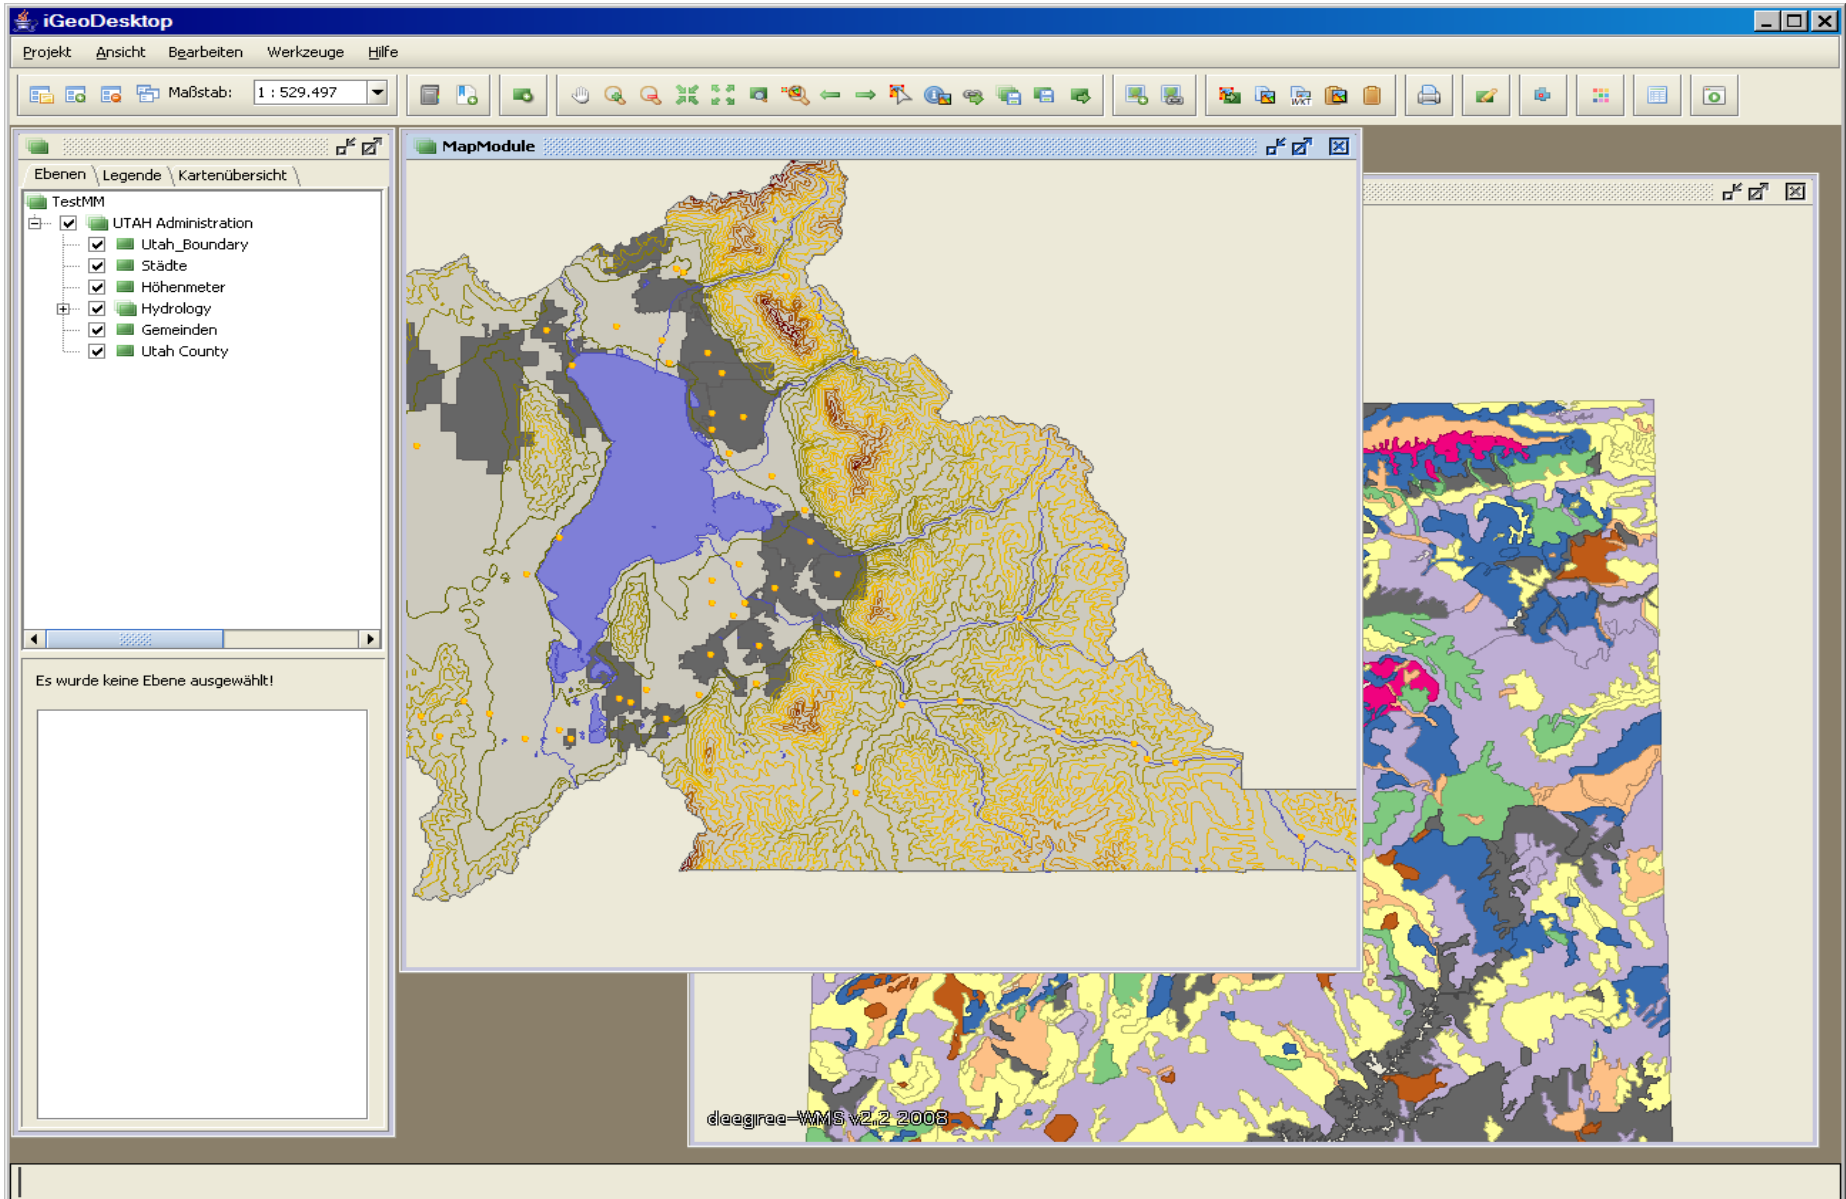 iGeoDesktop
Projekt Ansicht Bearbeiten Werkzeuge Hilfe
Maßstab: 1 : 529.497
WKT
MapModule
Ebenen Legende Kartenübersicht
TestMM
UTAH Administration
Utah_Boundary
Städte
Höhenmeter
Hydrology
Gemeinden
Utah County
Es wurde keine Ebene ausgewählt!
deegree-WMS v2.2 2008